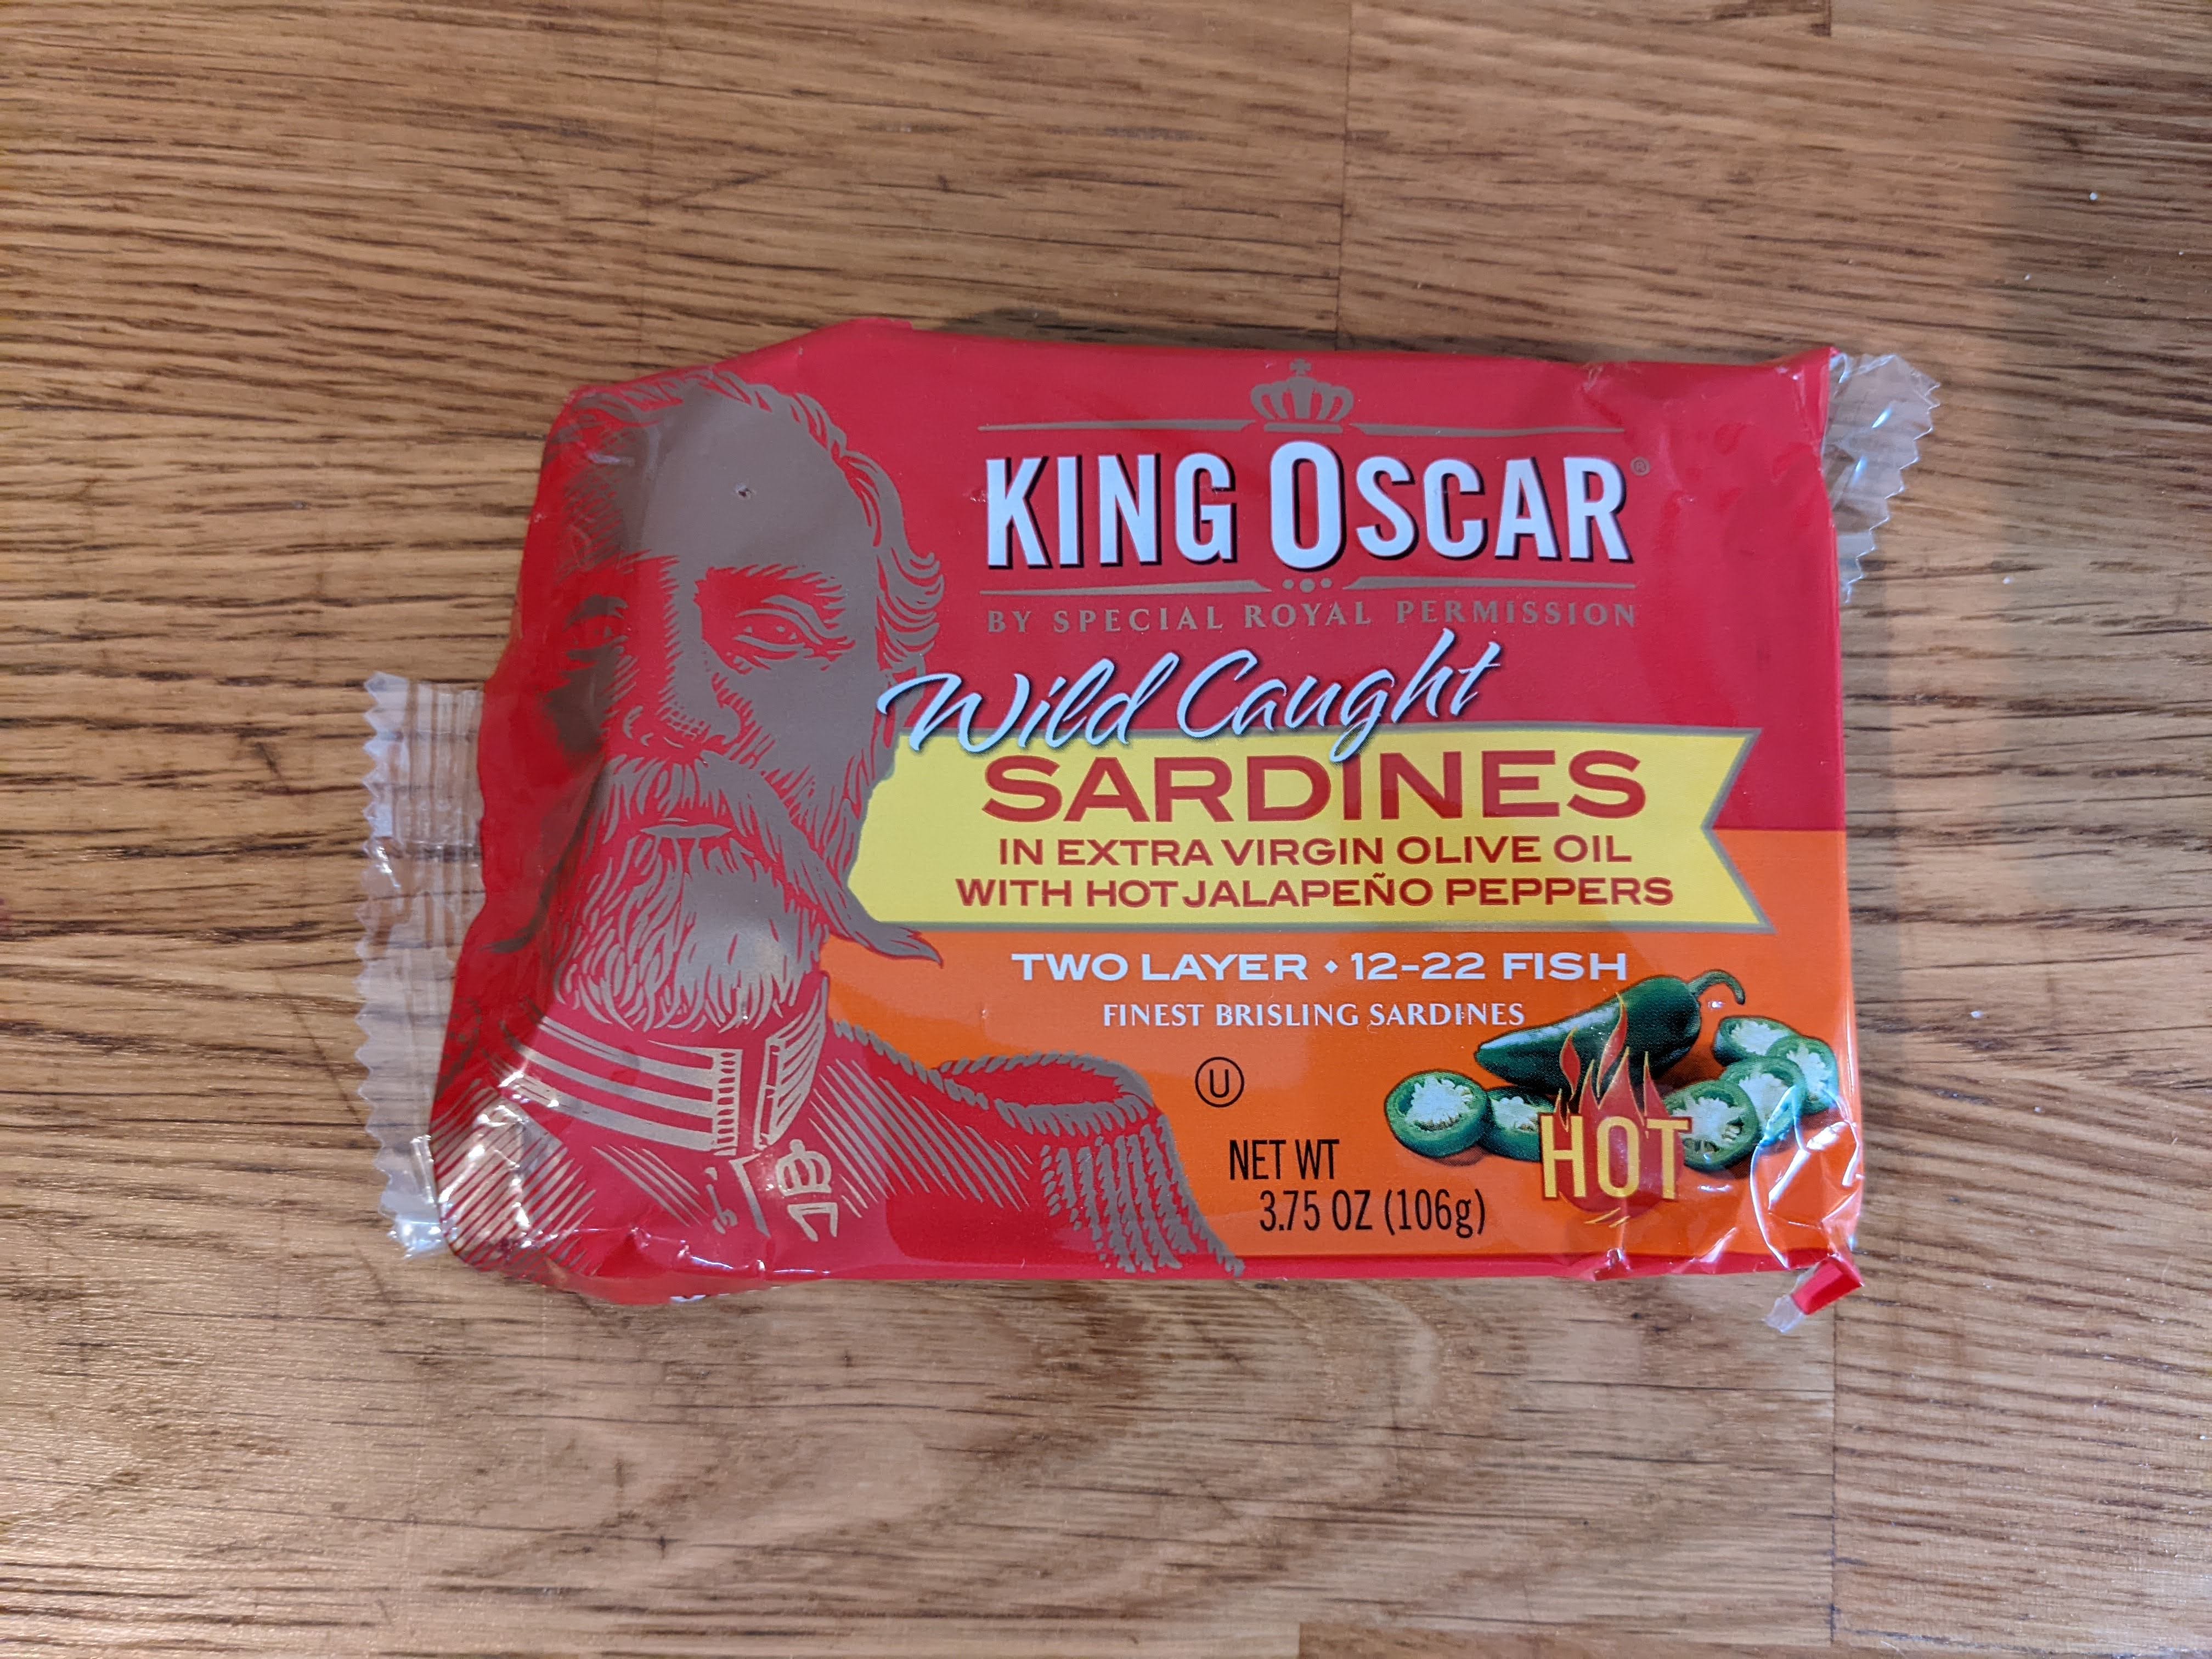 KING OSCAR®
BY SPECIAL ROYAL PERMISSION
Wild Caught
SARDINES
IN EXTRA VIRGIN OLIVE OIL
WITH HOT JALAPEÑO PEPPERS
TWO LAYER • 12-22 FISH
FINEST BRISLING SARDINES
U
HOT
NET WT
3.75 OZ (106g)